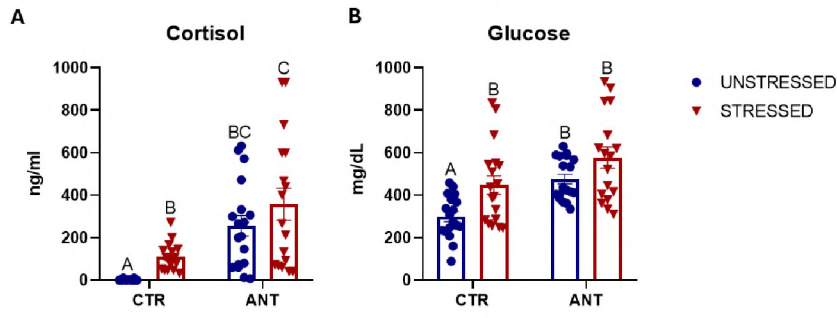 A
Cortisol
ng/ml
1000
800
600
400
200
0
A
B
BC
C
CTR
ANT
B
Glucose
mg/dL
1000
800
600
400
200
0
A
B
B
B
CTR
ANT
UNSTRESSED
STRESSED